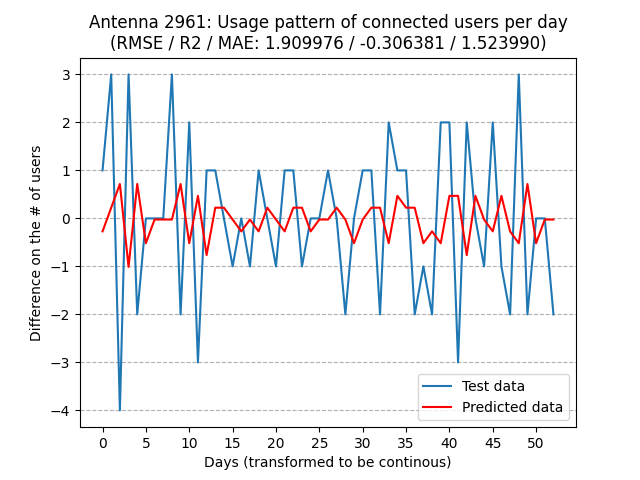 Antenna 2961: Usage pattern of connected users per day
(RMSE / R2 / MAE: 1.909976 / -0.306381 / 1.523990)
Difference on the # of users
3
2
1
0
−1
−2
−3
−4
Test data
Predicted data
0 5 10 15 20 25 30 35 40 45 50
Days (transformed to be continous)